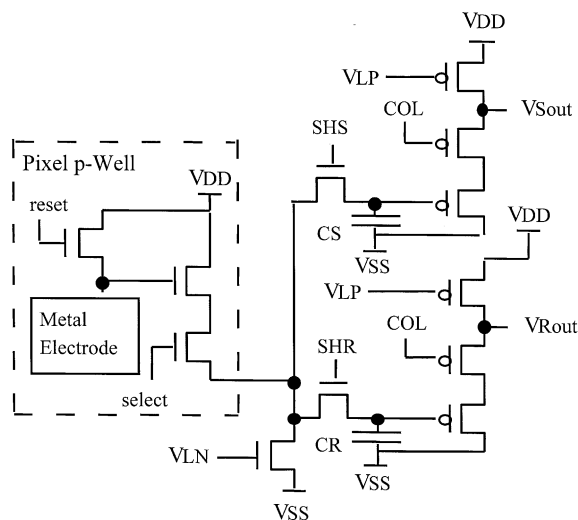 VDD
VLP
VSout
COL
SHS
Pixel p-Well
VDD
reset
CS
VSS
VDD
VLP
Metal
Electrode
COL
VRout
SHR
select
CR
VLN
VSS
VSS